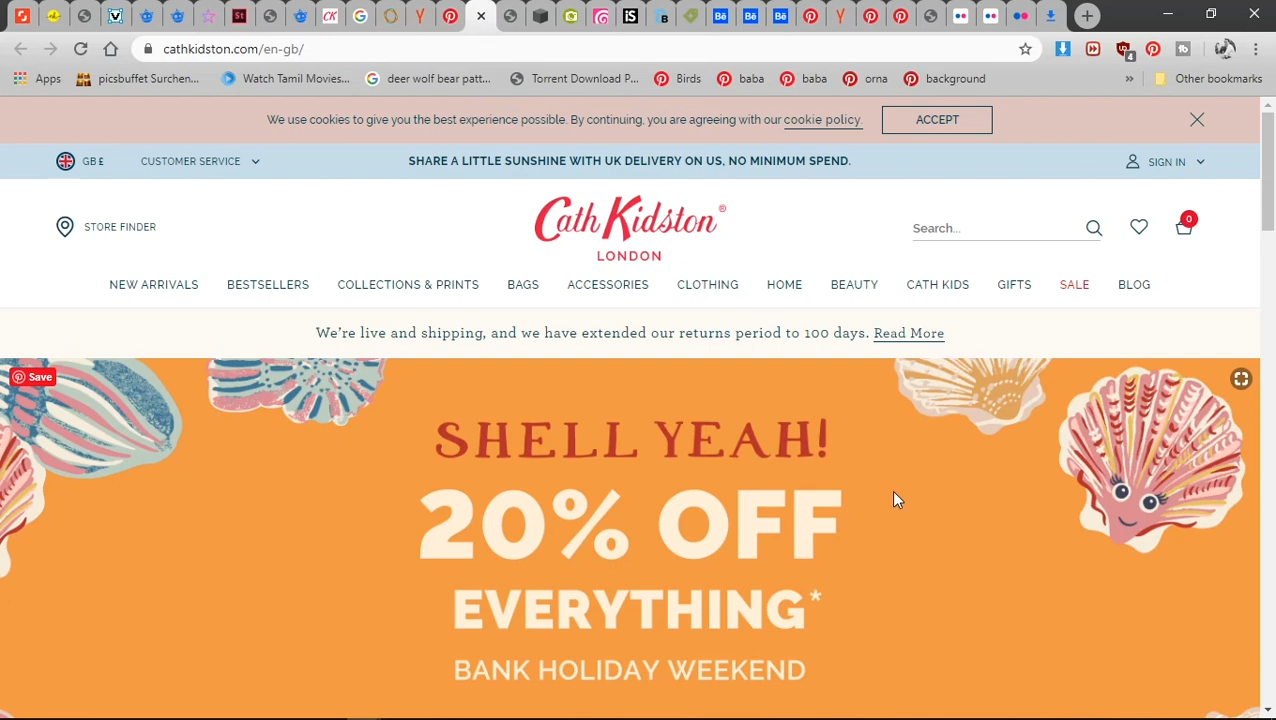 cathkidston.com/en-gb/
4
Apps picsbuffet Surchen... Watch Tamil Movies... deer wolf bear patt... Torrent Download P... Birds baba baba orna background » Other bookmarks
We use cookies to give you the best experience possible. By continuing, you are agreeing with our cookie policy. ACCEPT
GB £ CUSTOMER SERVICE SHARE A LITTLE SUNSHINE WITH UK DELIVERY ON US, NO MINIMUM SPEND. SIGN IN
STORE FINDER Cath Kidston® Search... 0
LONDON
NEW ARRIVALS BESTSELLERS COLLECTIONS & PRINTS BAGS ACCESSORIES CLOTHING HOME BEAUTY CATH KIDS GIFTS SALE BLOG
We're live and shipping, and we have extended our returns period to 100 days. Read More
Save
SHELL YEAH!
20% OFF
EVERYTHING*
BANK HOLIDAY WEEKEND